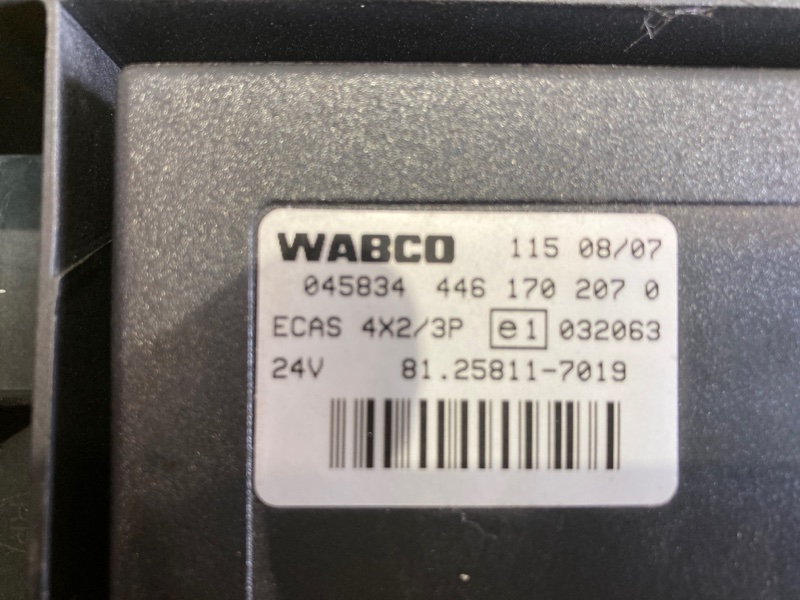 WABCO 115 08/07
045834 446 170 207 0
ECAS 4X2/3P e1 032063
24V 81.25811-7019